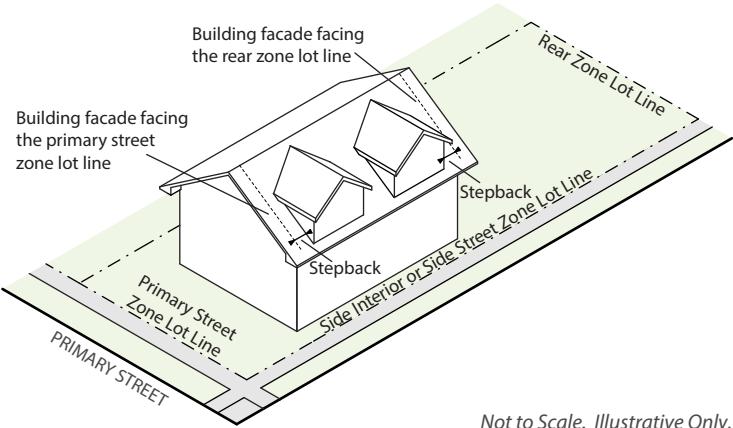 Building facade facing
the rear zone lot line
Rear Zone Lot Line
Building facade facing
the primary street
zone lot line
Stepback
Stepback
Side Interior or Side Street Zone Lot Line
Primary Street
Zone Lot Line
PRIMARY STREET
Not to Scale. Illustrative Only.